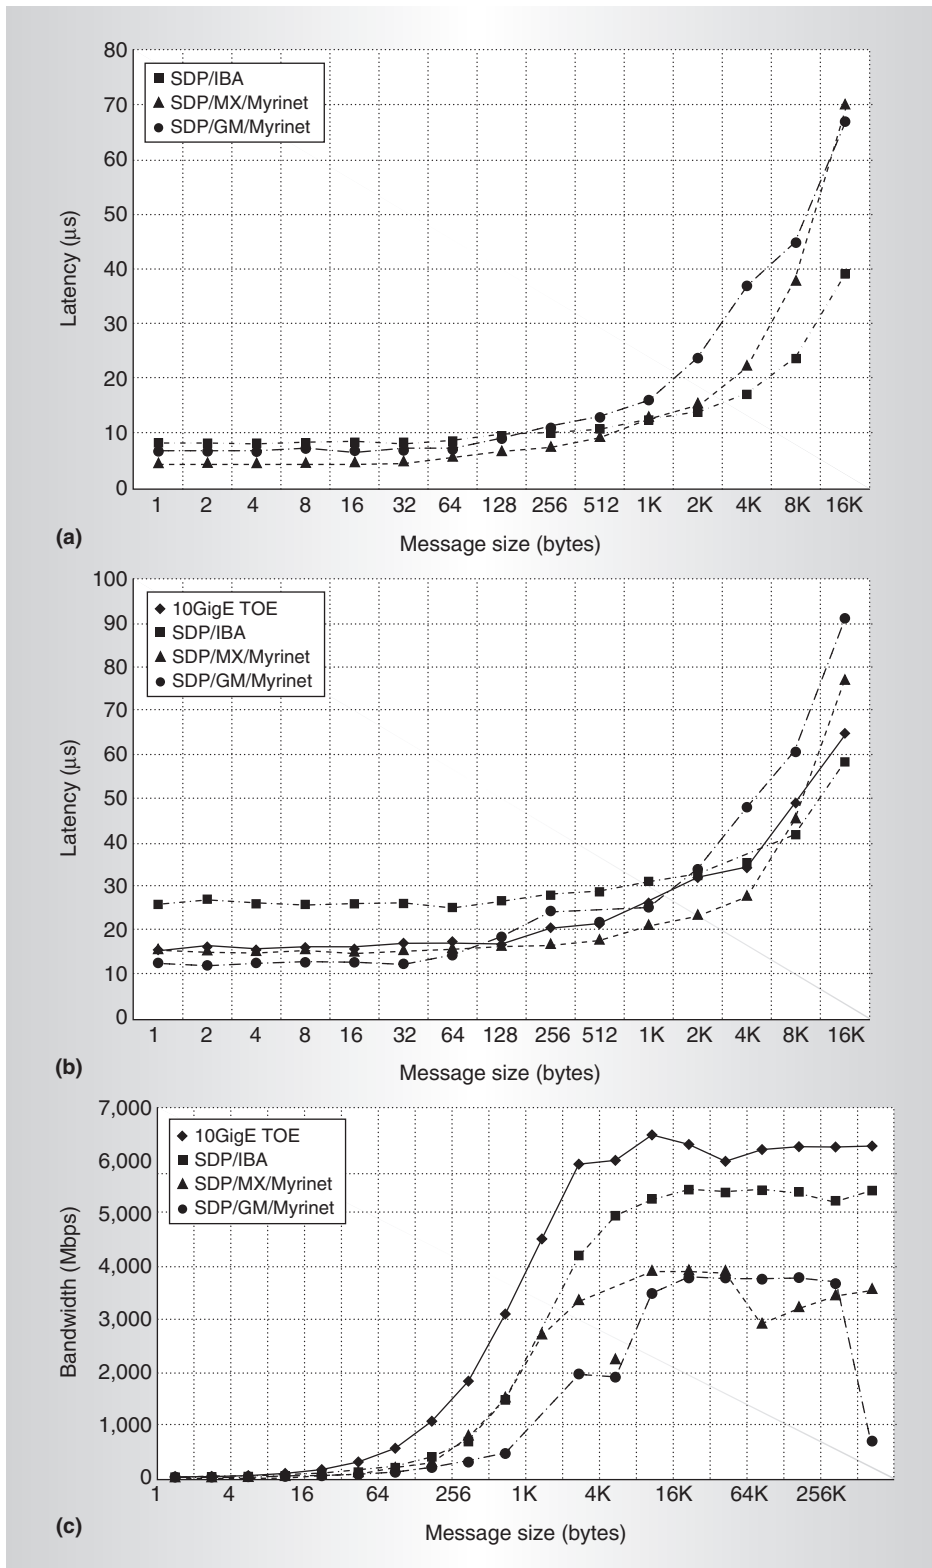 80
70
60
50
40
30
20
10
0
Latency (µs)
SDP/IBA
SDP/MX/Myrinet
SDP/GM/Myrinet
1 2 4 8 16 32 64 128 256 512 1K 2K 4K 8K 16K
(a)
Message size (bytes)
100
90
80
70
60
50
40
30
20
10
0
Latency (µs)
10GigE TOE
SDP/IBA
SDP/MX/Myrinet
SDP/GM/Myrinet
1 2 4 8 16 32 64 128 256 512 1K 2K 4K 8K 16K
(b)
Message size (bytes)
7,000
6,000
5,000
4,000
3,000
2,000
1,000
0
Bandwidth (Mbps)
10GigE TOE
SDP/IBA
SDP/MX/Myrinet
SDP/GM/Myrinet
1 4 16 64 256 1K 4K 16K 64K 256K
(c)
Message size (bytes)